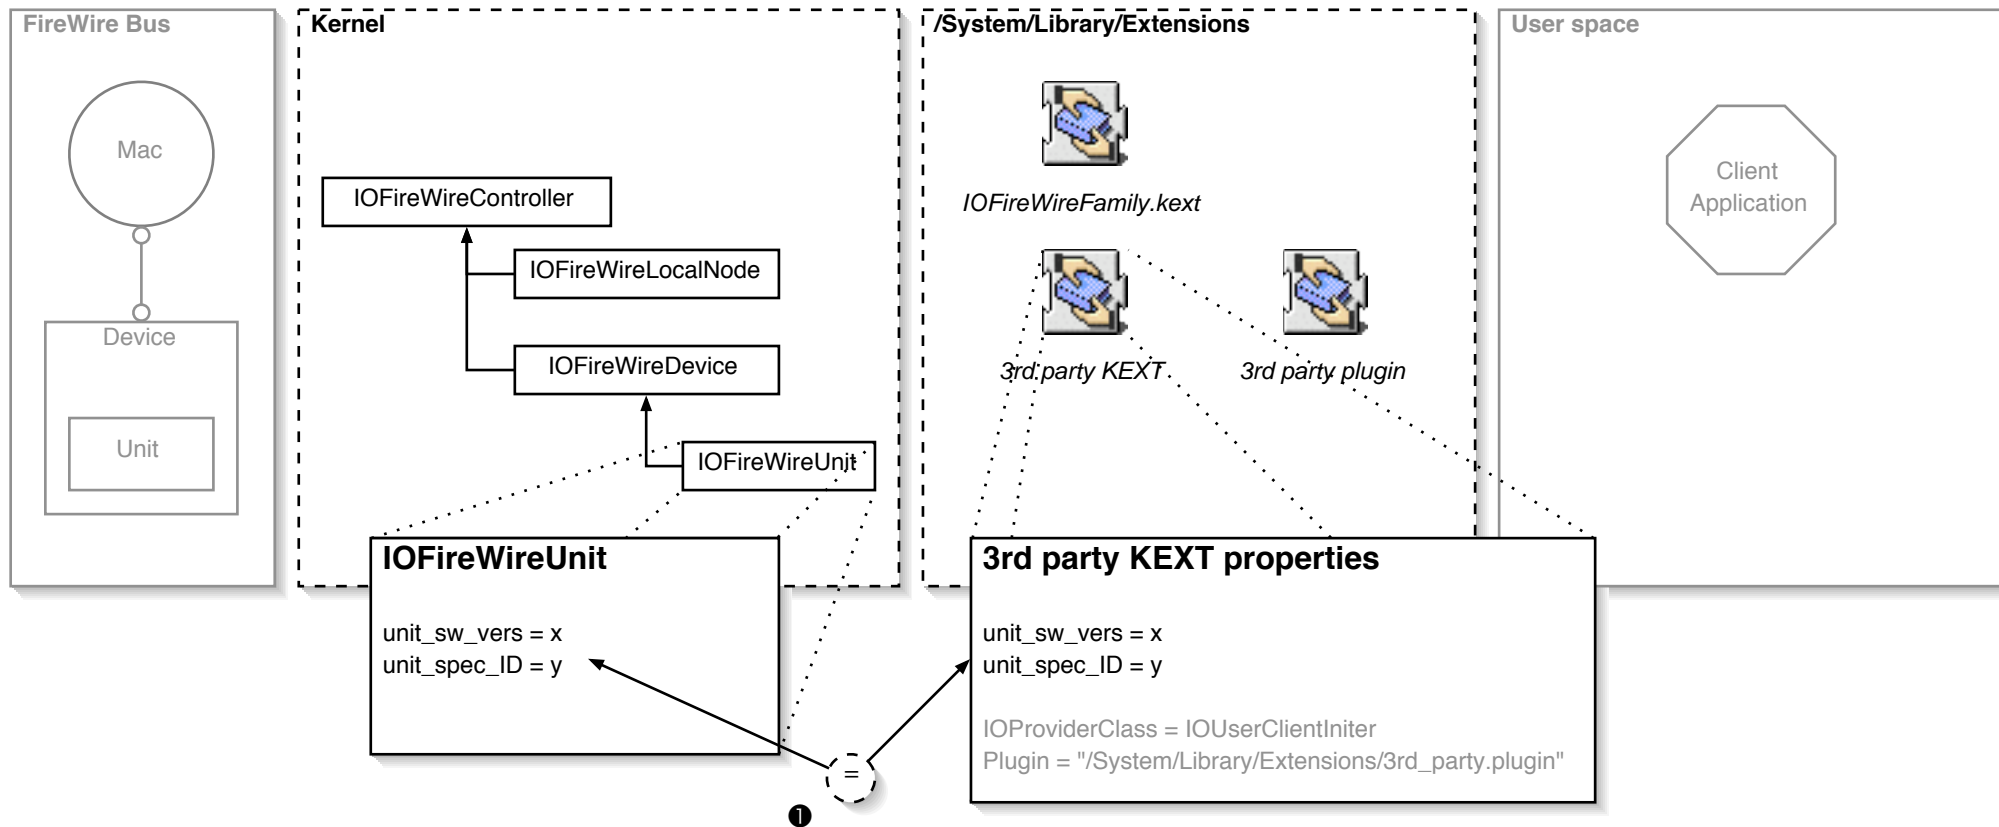 FireWire Bus
Mac
Device
Unit
Kernel
IOFireWireController
IOFireWireLocalNode
IOFireWireDevice
IOFireWireUnit
/System/Library/Extensions
IOFireWireFamily.kext
3rd party KEXT
3rd party plugin
User space
Client
Application
IOFireWireUnit
unit_sw_vers = x
unit_spec_ID = y
=
❶
3rd party KEXT properties
unit_sw_vers = x
unit_spec_ID = y
IOProviderClass = IOUserClientIniter
Plugin = "/System/Library/Extensions/3rd_party.plugin"